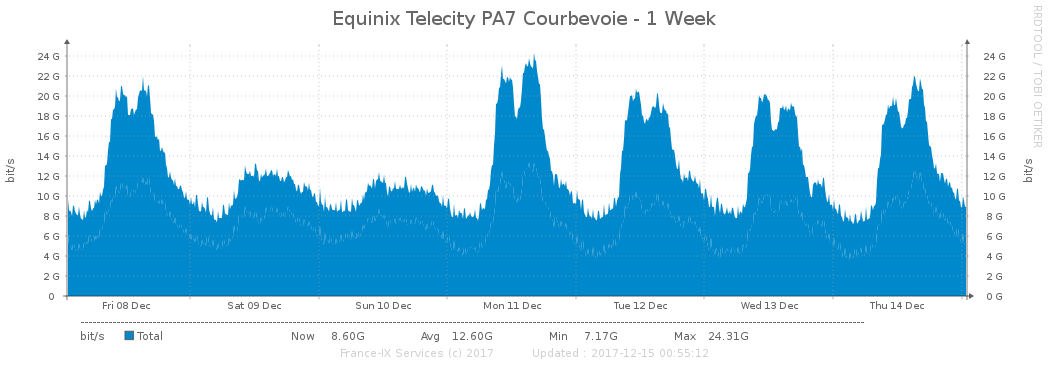 Equinix Telecity PA7 Courbevoie - 1 Week
RRDTOOL / TOBI OETIKER
bit/s
24 G
22 G
20 G
18 G
16 G
14 G
12 G
10 G
8 G
6 G
4 G
2 G
0
24 G
22 G
20 G
18 G
16 G
14 G
12 G
10 G
8 G
6 G
4 G
2 G
0 G
bit/s
Fri 08 Dec Sat 09 Dec Sun 10 Dec Mon 11 Dec Tue 12 Dec Wed 13 Dec Thu 14 Dec
bit/s Total Now 8.60G Avg 12.60G Min 7.17G Max 24.31G
France-IX Services (c) 2017 Updated : 2017-12-15 00:55:12